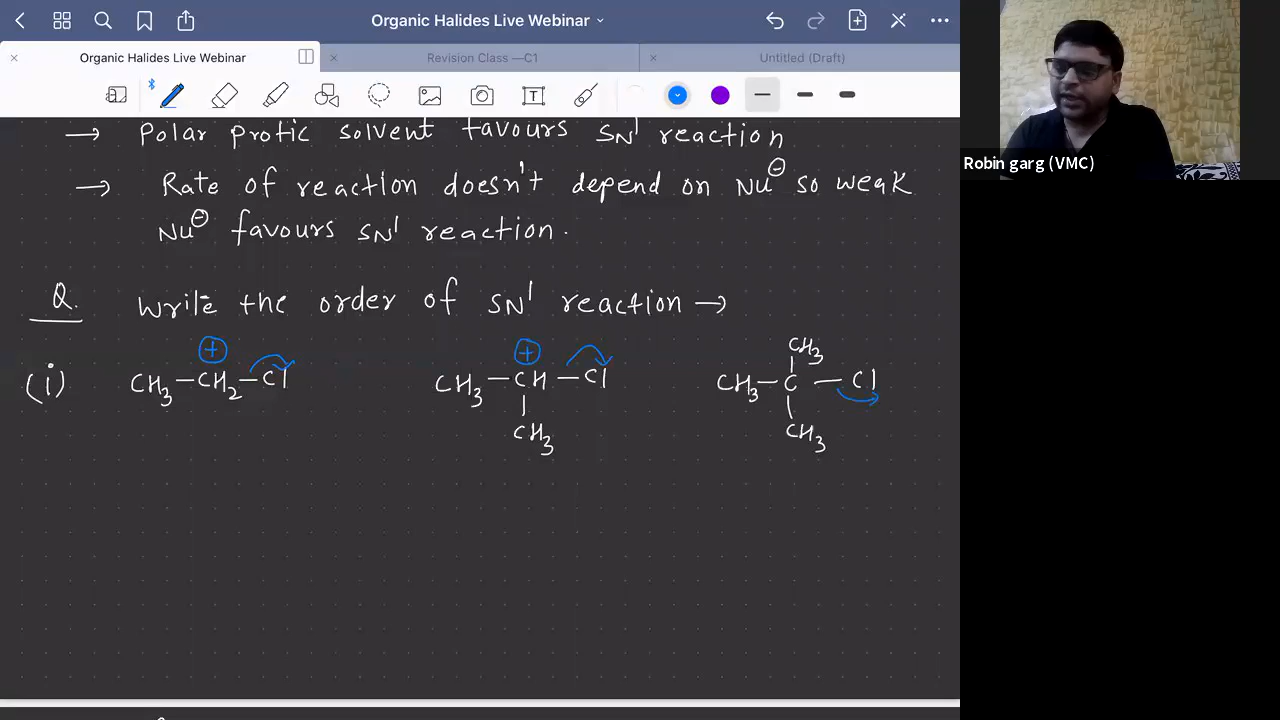 Organic Halides Live Webinar
Organic Halides Live Webinar
Revision Class —C1
Untitled (Draft)
T
→ Polar protic solvent favours SN1 reaction
→ Rate of reaction doesn't depend on Nu⊖ so weak
Nu⊖ favours SN1 reaction.
Q. Write the order of SN1 reaction →
(i) CH3—CH2—Cl CH3—CH—Cl CH3—C—Cl
⊕ ⊕ CH3
CH3 CH3
Robin garg (VMC)